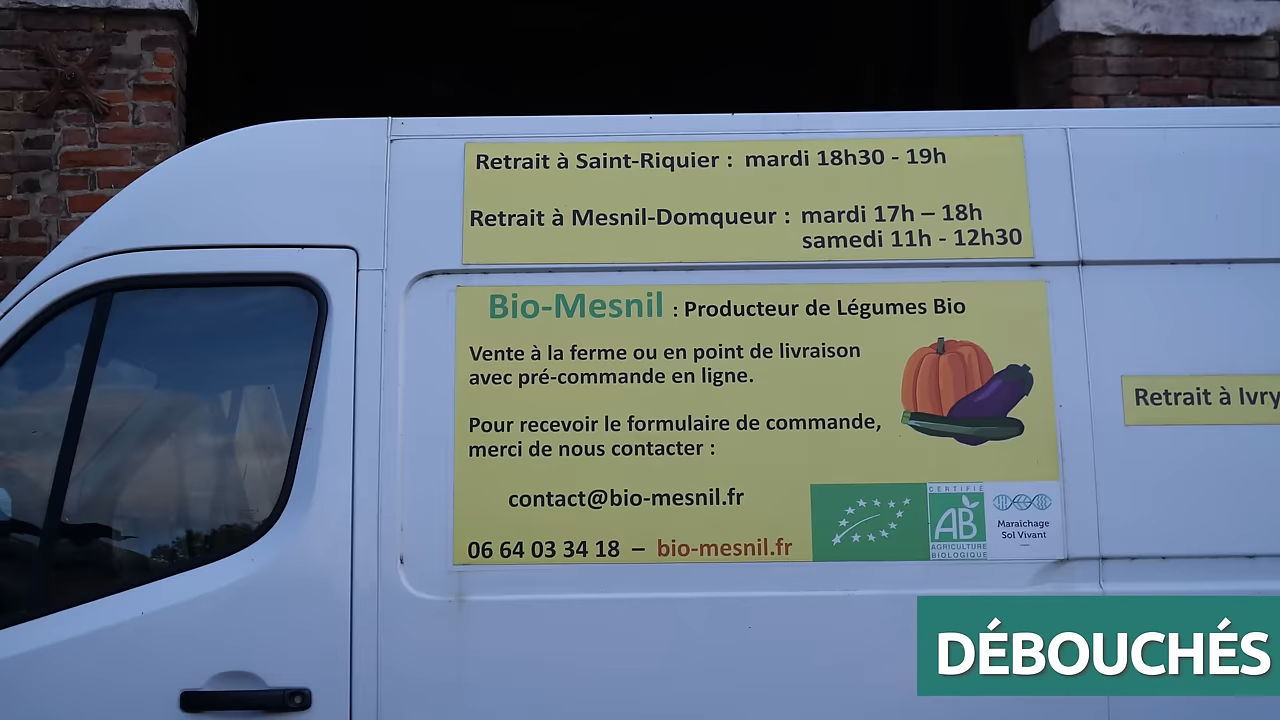 Retrait à Saint-Riquier : mardi 18h30 - 19h
Retrait à Mesnil-Domqueur : mardi 17h – 18h
samedi 11h - 12h30
Bio-Mesnil : Producteur de Légumes Bio
Vente à la ferme ou en point de livraison
avec pré-commande en ligne.
Pour recevoir le formulaire de commande,
merci de nous contacter :
contact@bio-mesnil.fr
06 64 03 34 18 – bio-mesnil.fr
CERTIFIÉ
AB
AGRICULTURE
BIOLOGIQUE
Maraîchage
Sol Vivant
Retrait à Ivry
DÉBOUCHÉS